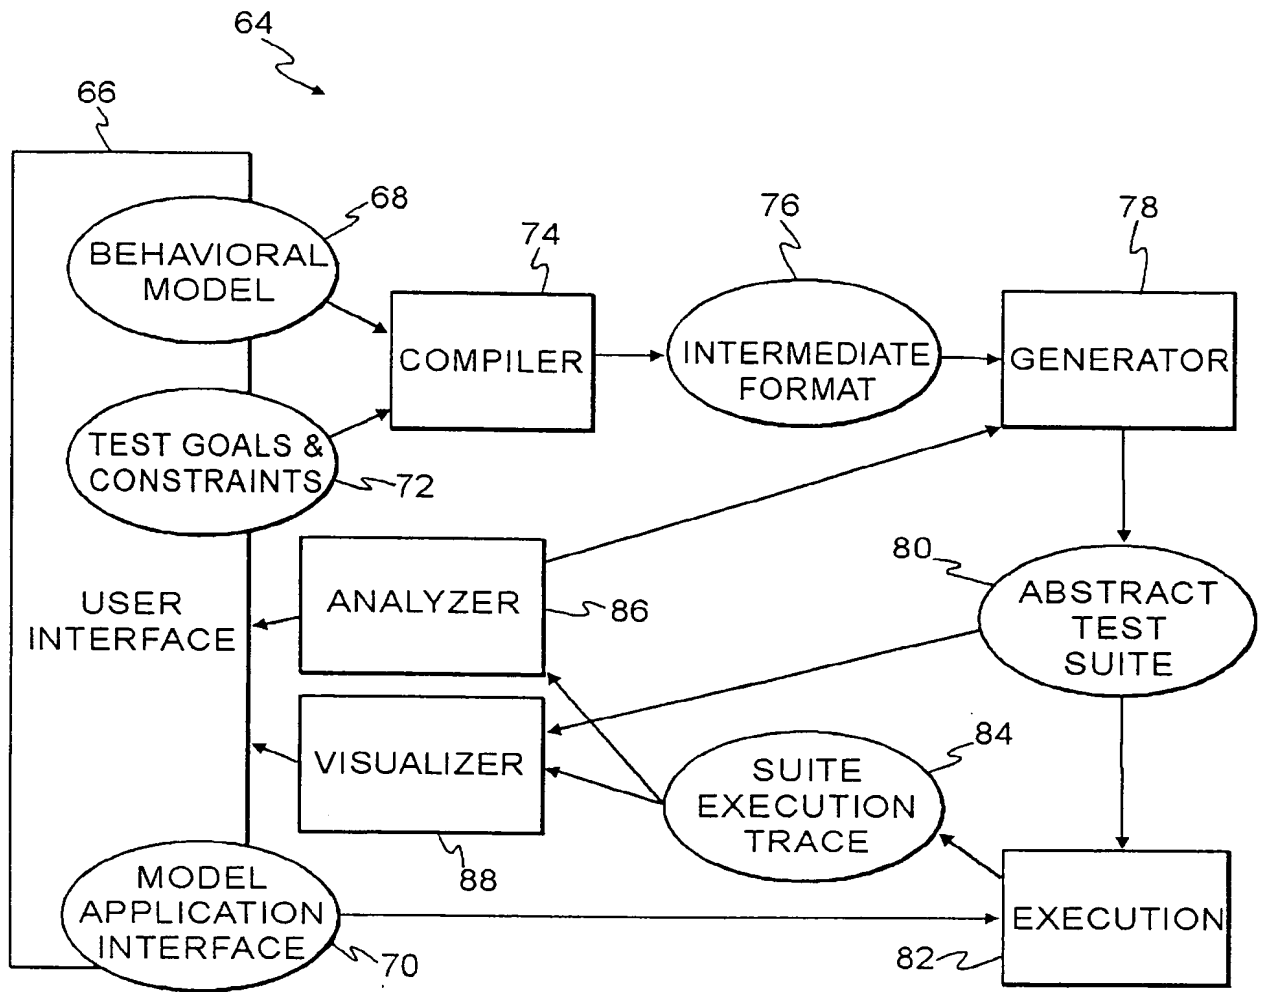 64
66
68
BEHAVIORAL
MODEL
74
COMPILER
76
INTERMEDIATE
FORMAT
78
GENERATOR
TEST GOALS &
CONSTRAINTS
72
ANALYZER
86
80
ABSTRACT
TEST
SUITE
USER
INTERFACE
VISUALIZER
88
84
SUITE
EXECUTION
TRACE
MODEL
APPLICATION
INTERFACE
70
EXECUTION
82